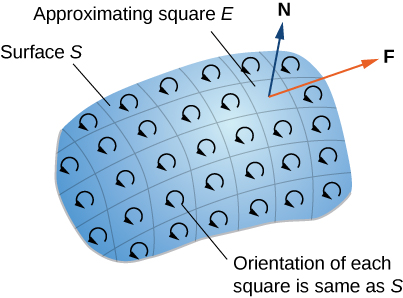 N
Approximating square E
Surface S
F
Orientation of each
square is same as S